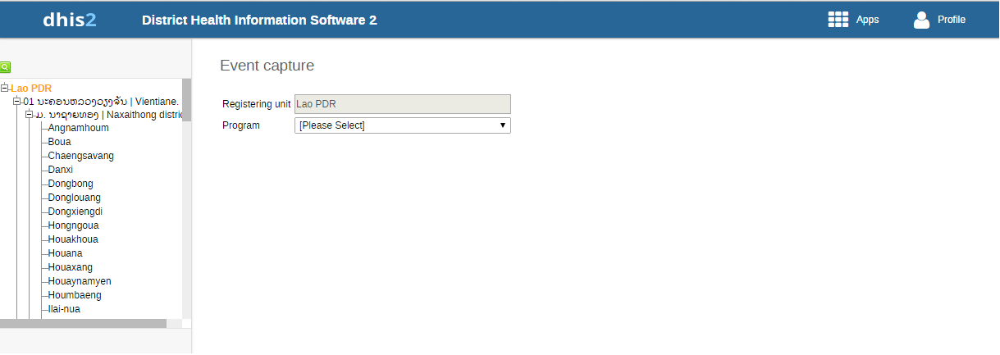 dhis2 District Health Information Software 2 Apps Profile
Event capture
Registering unit Lao PDR
Program [Please Select]
Lao PDR
01 ນະຄອນຫລວງວຽງຈັນ | Vientiane.
ມ. ນາຊາຍທອງ | Naxaithong distric
Angnamhoum
Boua
Chaengsavang
Danxi
Dongbong
Donglouang
Dongxiengdi
Hongngoua
Houakhoua
Houana
Houaxang
Houaynamyen
Houmbaeng
Ilai-nua